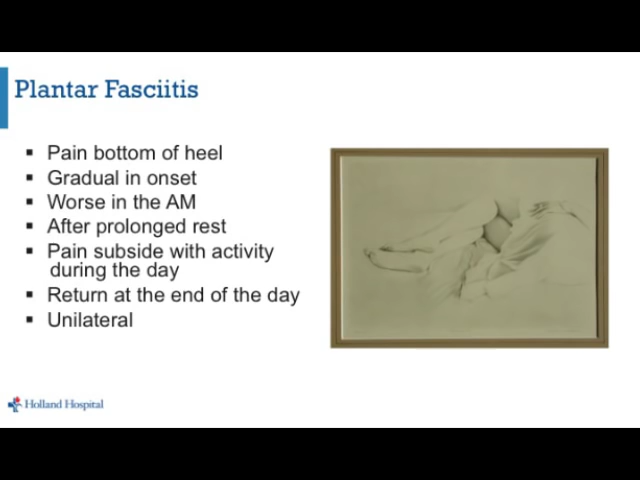 Plantar Fasciitis
▪ Pain bottom of heel
▪ Gradual in onset
▪ Worse in the AM
▪ After prolonged rest
▪ Pain subside with activity
during the day
▪ Return at the end of the day
▪ Unilateral
Holland Hospital